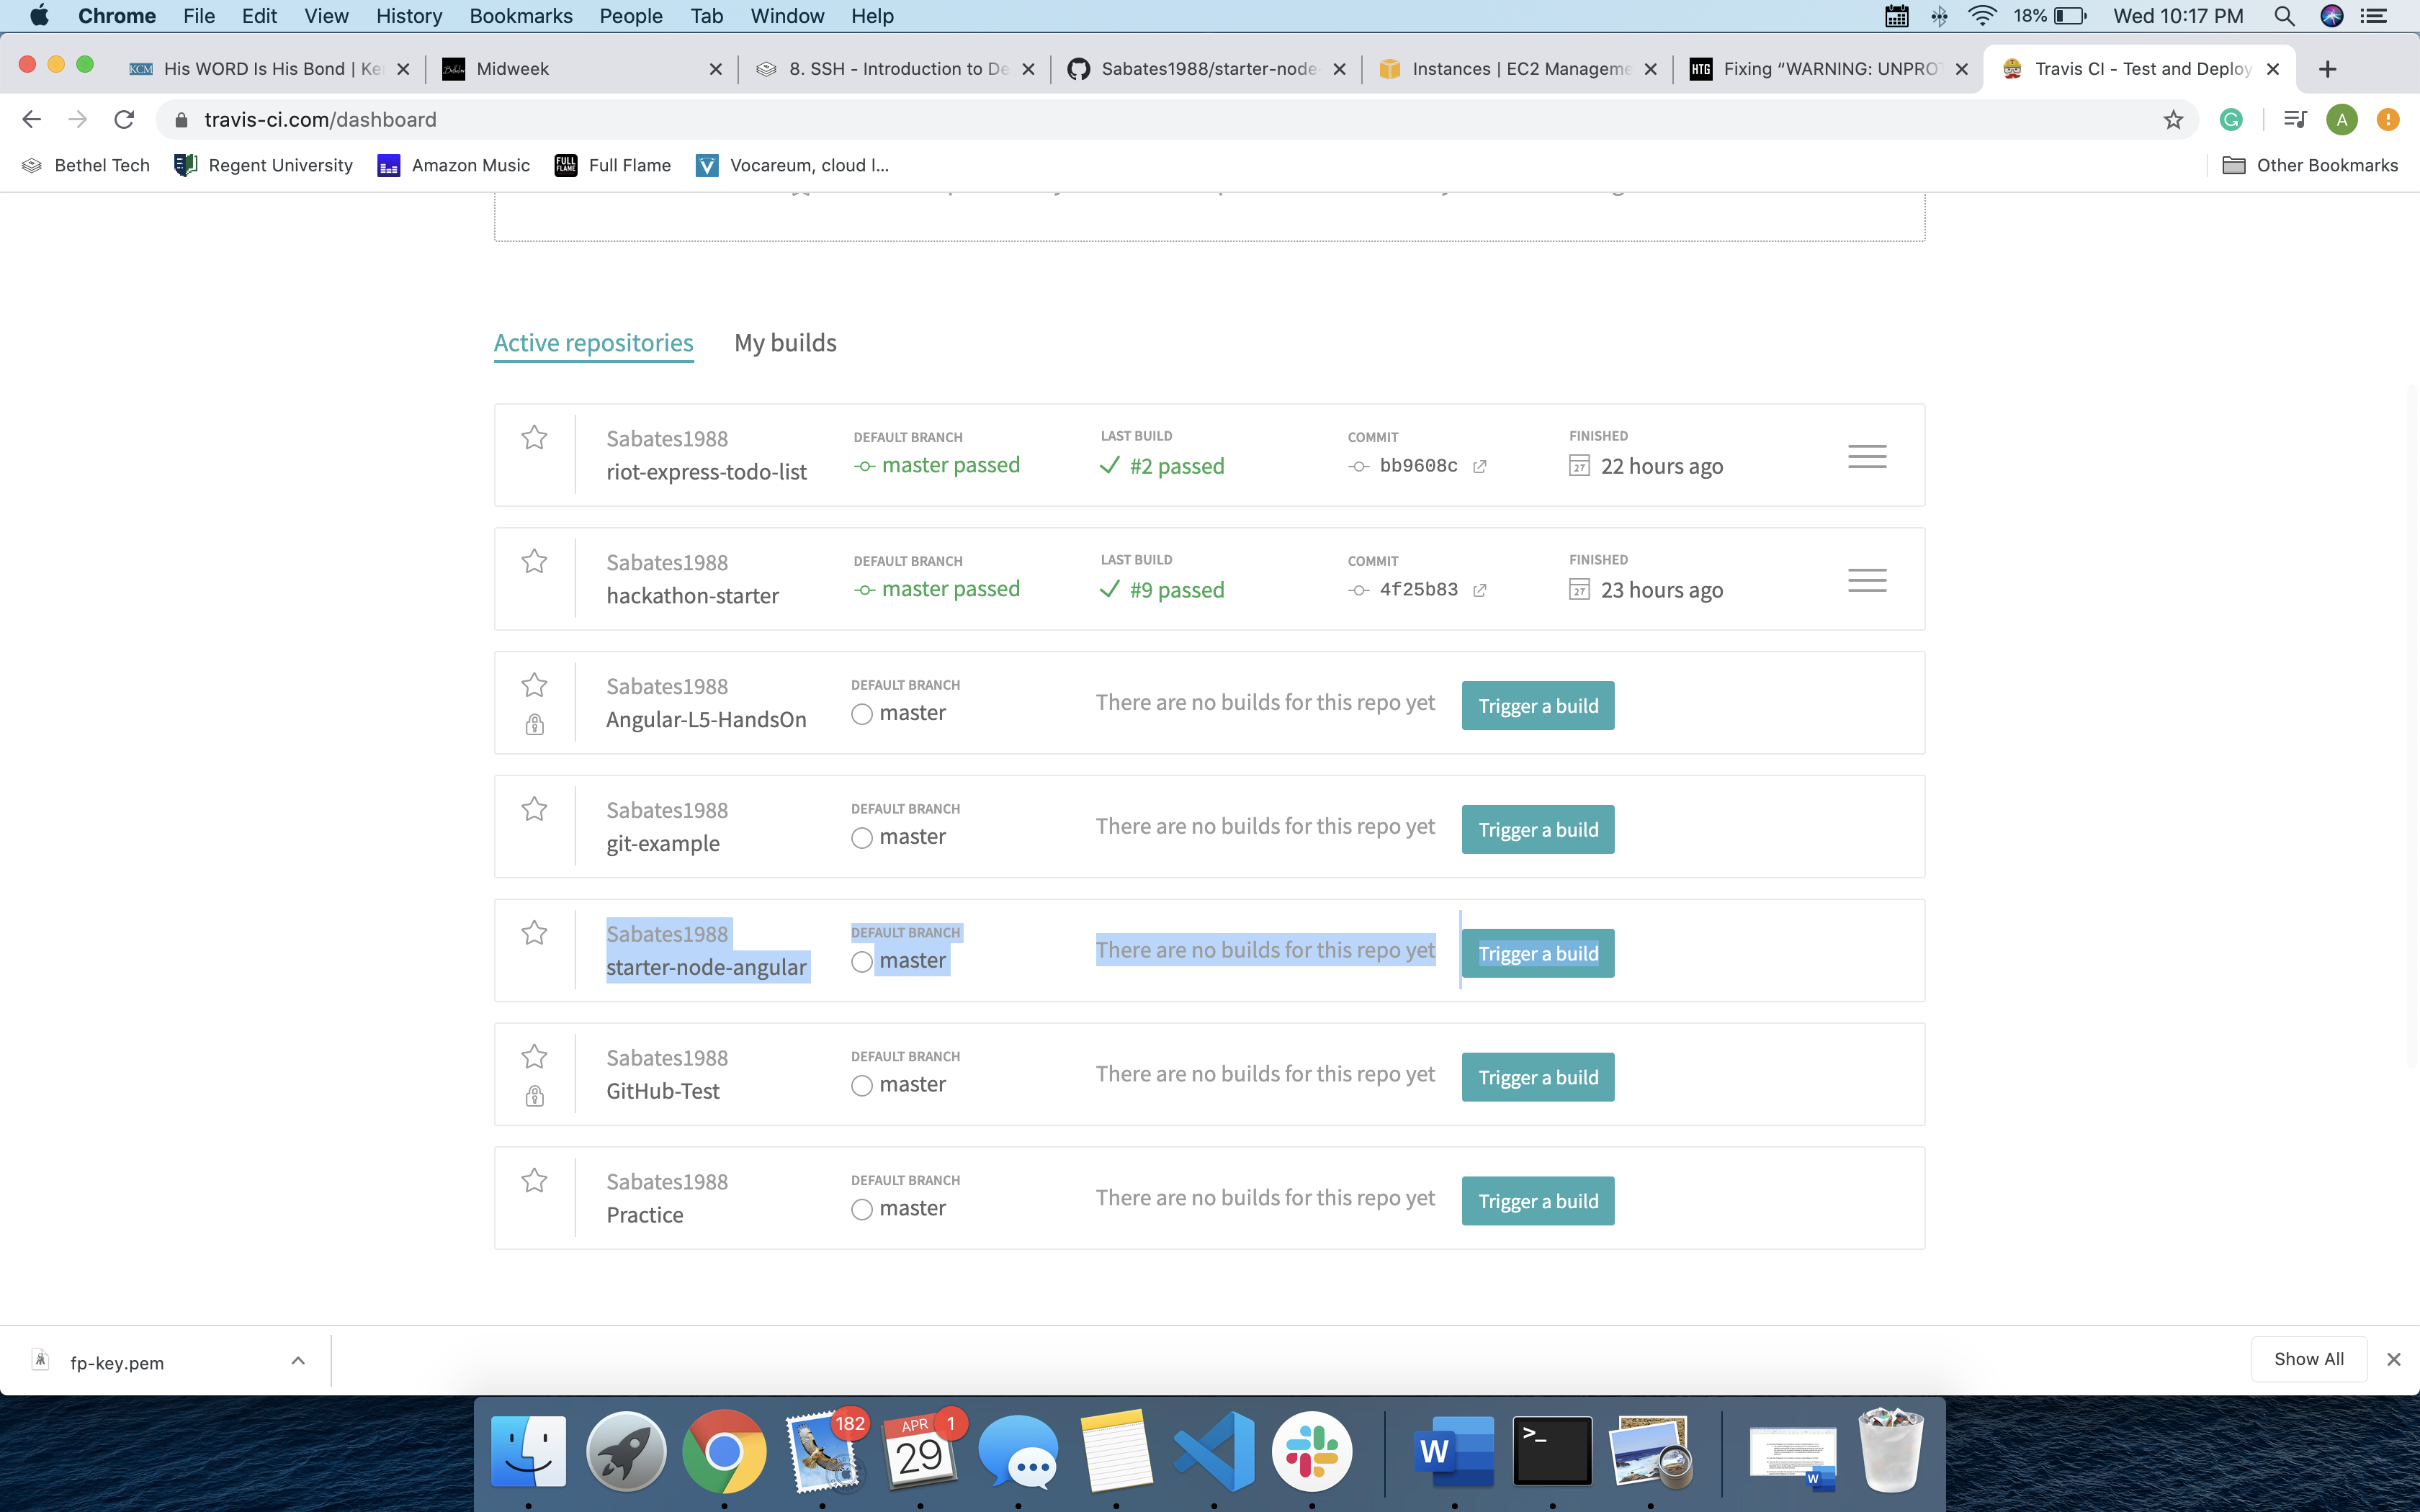 Chrome File Edit View History Bookmarks People Tab Window Help 18% Wed 10:17 PM
KCM His WORD Is His Bond | Ke Midweek 8. SSH - Introduction to De Sabates1988/starter-node- Instances | EC2 Manageme HTG Fixing “WARNING: UNPROT Travis CI - Test and Deploy
travis-ci.com/dashboard A
Bethel Tech Regent University Amazon Music FULL FLAME Full Flame Vocareum, cloud l... Other Bookmarks
Active repositories My builds
Sabates1988 DEFAULT BRANCH LAST BUILD COMMIT FINISHED
riot-express-todo-list master passed #2 passed bb9608c 27 22 hours ago
Sabates1988 DEFAULT BRANCH LAST BUILD COMMIT FINISHED
hackathon-starter master passed #9 passed 4f25b83 27 23 hours ago
Sabates1988 DEFAULT BRANCH
Angular-L5-HandsOn master There are no builds for this repo yet Trigger a build
Sabates1988 DEFAULT BRANCH
git-example master There are no builds for this repo yet Trigger a build
Sabates1988 DEFAULT BRANCH
starter-node-angular master There are no builds for this repo yet Trigger a build
Sabates1988 DEFAULT BRANCH
GitHub-Test master There are no builds for this repo yet Trigger a build
Sabates1988 DEFAULT BRANCH
Practice master There are no builds for this repo yet Trigger a build
fp-key.pem Show All
182 APR 29 1 W >_ W